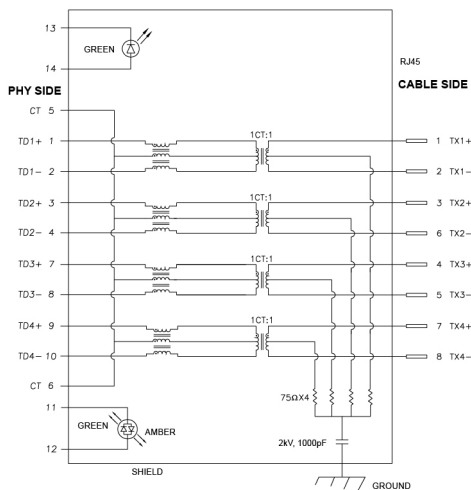 13
GREEN
14
RJ45
PHY SIDE
CABLE SIDE
CT 5
1CT:1
TD1+ 1
1 TX1+
TD1- 2
2 TX1-
1CT:1
TD2+ 3
3 TX2+
TD2- 4
6 TX2-
1CT:1
TD3+ 7
4 TX3+
TD3- 8
5 TX3-
1CT:1
TD4+ 9
7 TX4+
TD4- 10
8 TX4-
CT 6
75ΩX4
11
GREEN
AMBER
12
2kV, 1000pF
SHIELD
GROUND